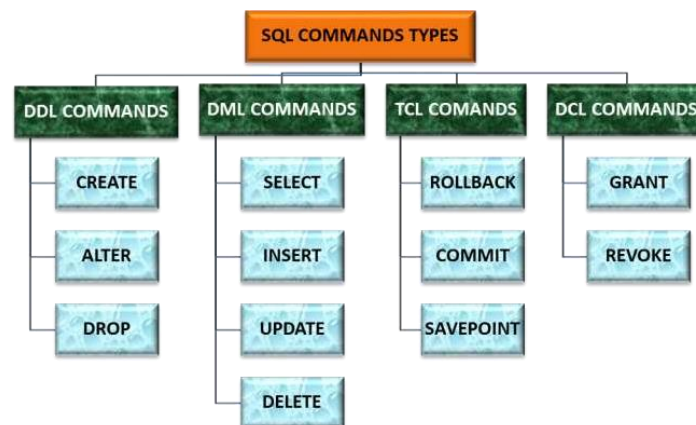 SQL COMMANDS TYPES
DDL COMMANDS
CREATE
ALTER
DROP
DML COMMANDS
SELECT
INSERT
UPDATE
DELETE
TCL COMANDS
ROLLBACK
COMMIT
SAVEPOINT
DCL COMMANDS
GRANT
REVOKE